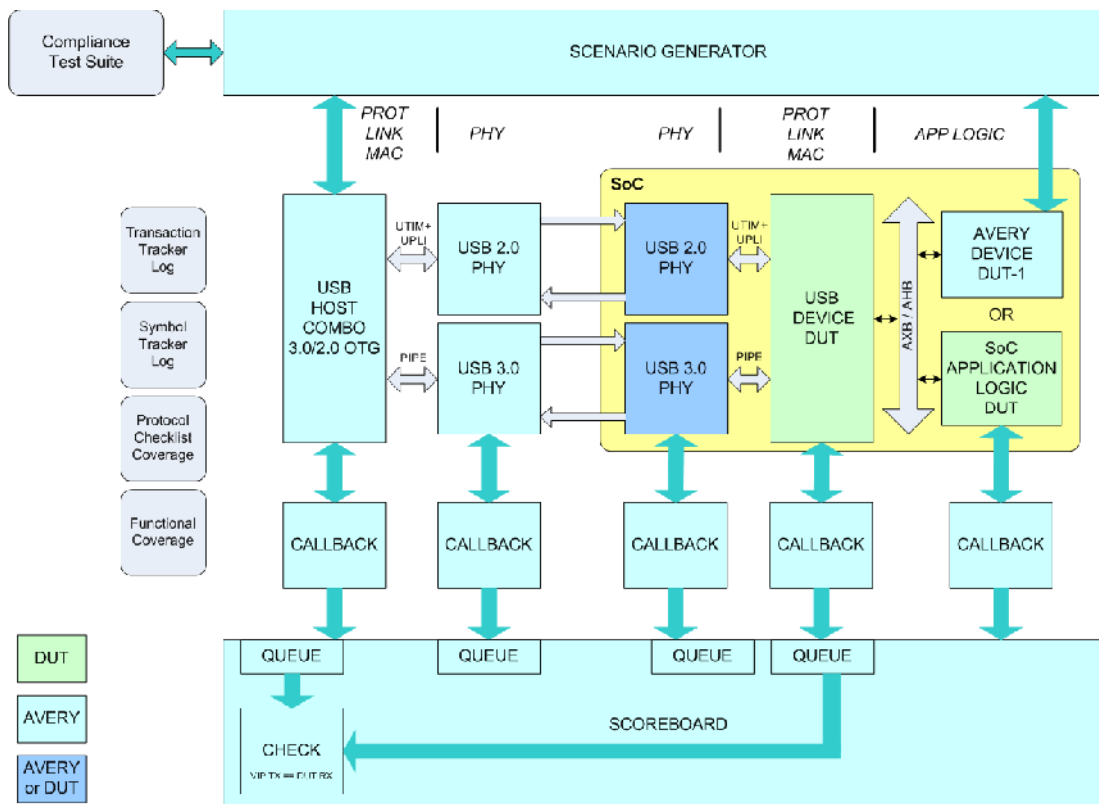 Compliance
Test Suite
SCENARIO GENERATOR
PROT
LINK
MAC
PHY
PHY
PROT
LINK
MAC
APP LOGIC
SoC
Transaction
Tracker
Log
Symbol
Tracker
Log
Protocol
Checklist
Coverage
Functional
Coverage
USB
HOST
COMBO
3.0/2.0 OTG
UTIM+
UPLI
PIPE
USB 2.0
PHY
USB 3.0
PHY
USB 2.0
PHY
USB 3.0
PHY
UTIM+
UPLI
PIPE
USB
DEVICE
DUT
AXB / AHB
AVERY
DEVICE
DUT-1
OR
SoC
APPLICATION
LOGIC
DUT
CALLBACK
CALLBACK
CALLBACK
CALLBACK
CALLBACK
QUEUE
QUEUE
QUEUE
QUEUE
SCOREBOARD
CHECK
VIP TX == DUT RX
DUT
AVERY
AVERY
or DUT